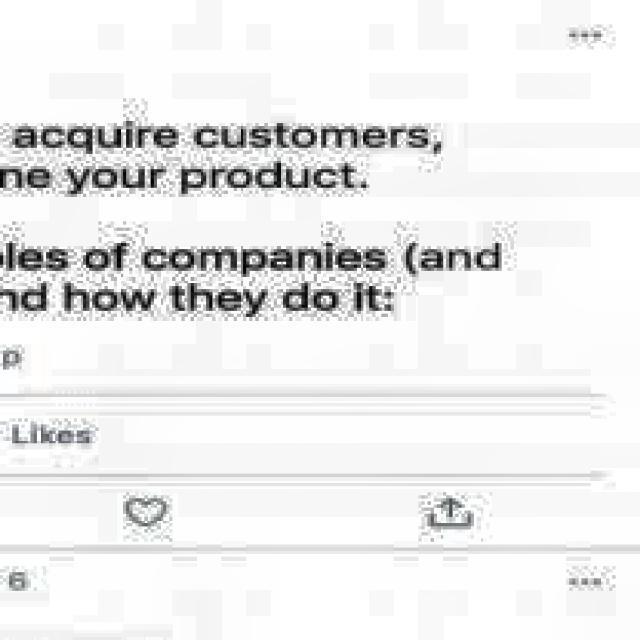 acquire customers,
ne your product.
les of companies (and
nd how they do it:
p
Likes
6